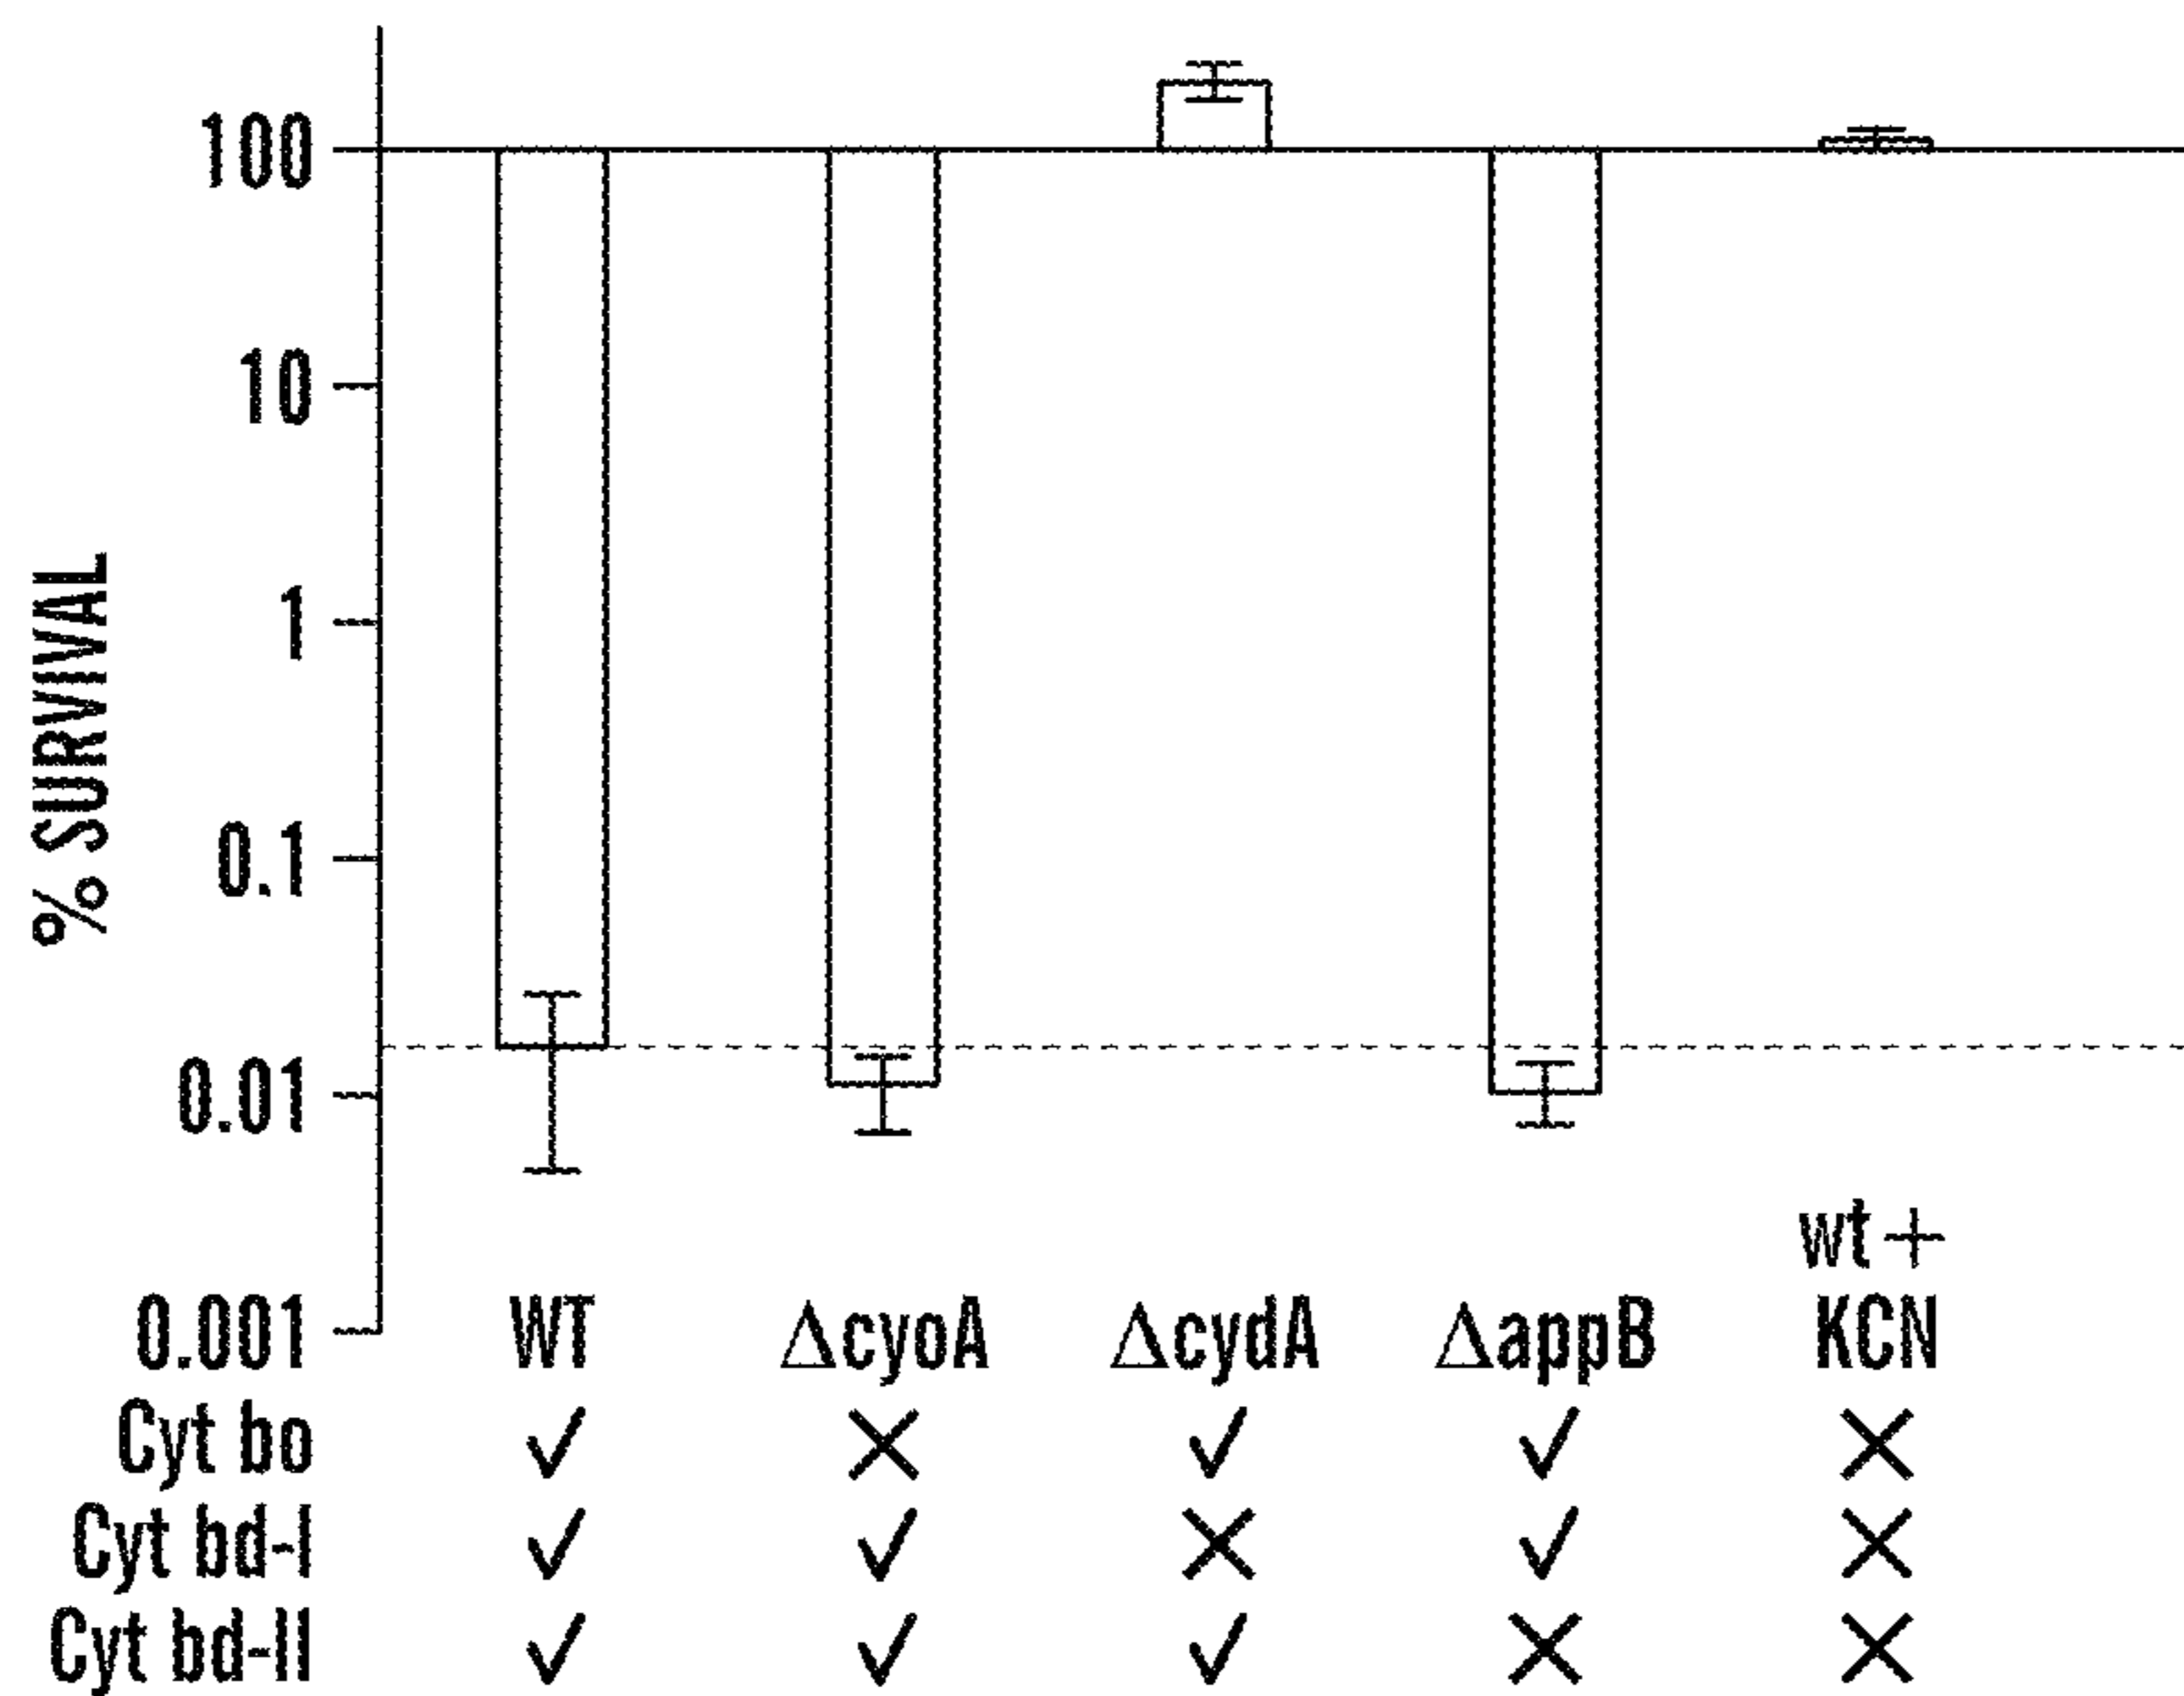 100
10
1
0.1
0.01
0.001
% SURVIVAL
WT ΔcyoA ΔcydA ΔappB wt +
KCN
Cyt bo ✓ ✕ ✓ ✓ ✕
Cyt bd-I ✓ ✓ ✕ ✓ ✕
Cyt bd-II ✓ ✓ ✓ ✕ ✕